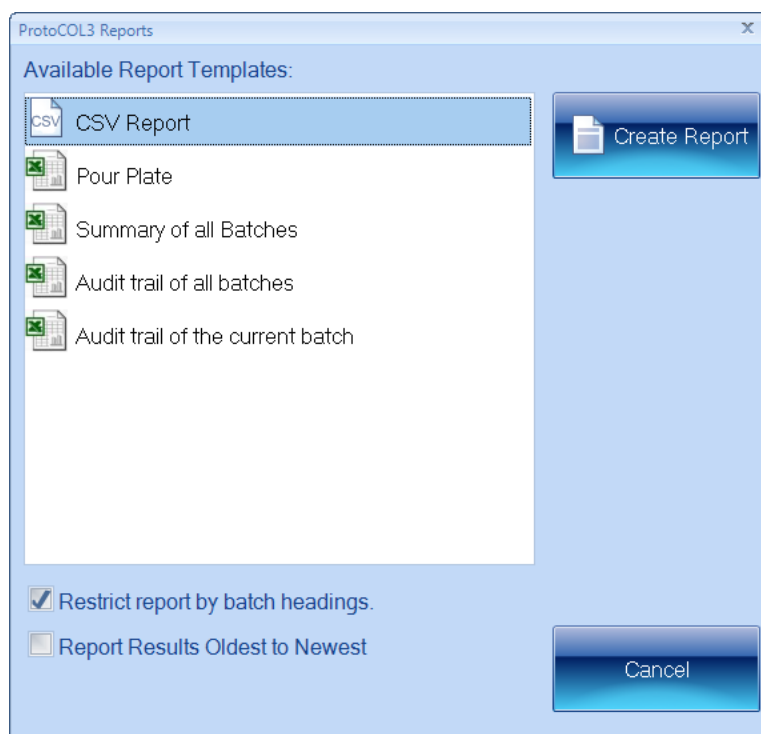 ProtoCOL3 Reports
x
Available Report Templates:
CSV
CSV Report
Create Report
Pour Plate
Summary of all Batches
Audit trail of all batches
Audit trail of the current batch
Restrict report by batch headings.
Report Results Oldest to Newest
Cancel